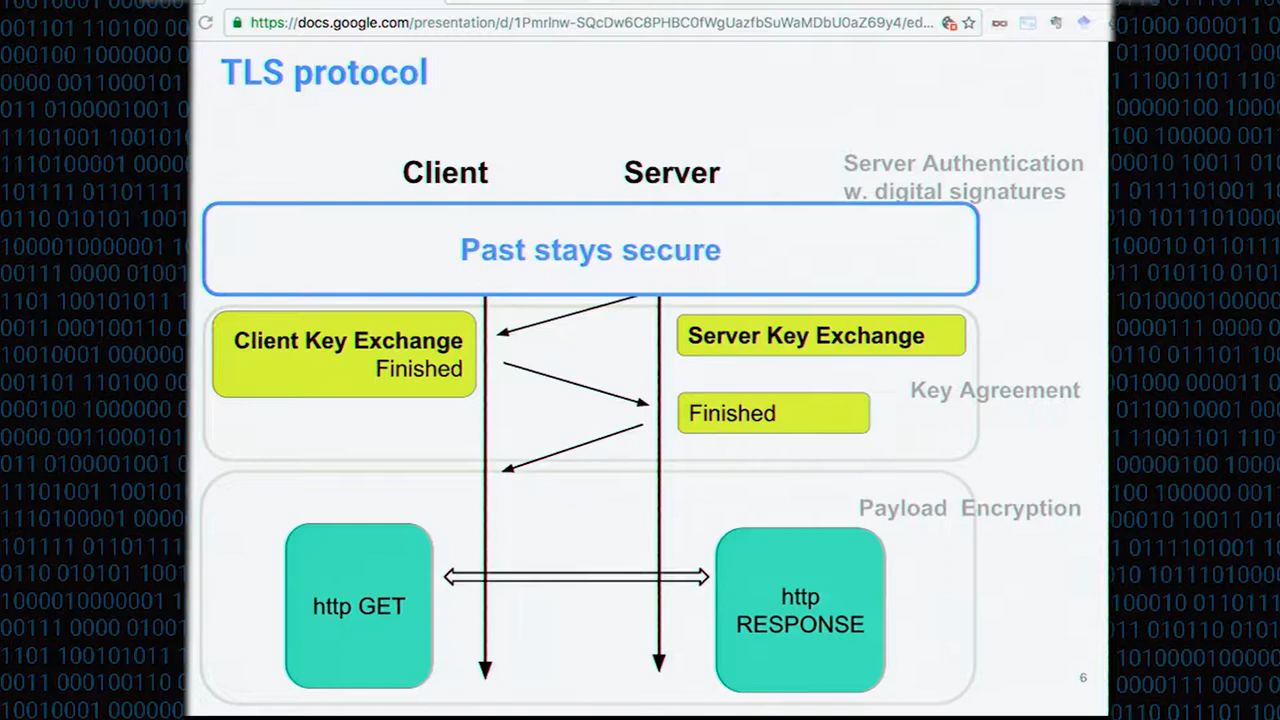 https://docs.google.com/presentation/d/1PmrInw-SQcDw6C8PHBC0fWgUazfbSuWaMDbU0aZ69y4/ed...
TLS protocol
Client
Server
Server Authentication
w. digital signatures
Past stays secure
Client Key Exchange
Finished
Server Key Exchange
Key Agreement
Finished
Payload Encryption
http GET
http
RESPONSE
6